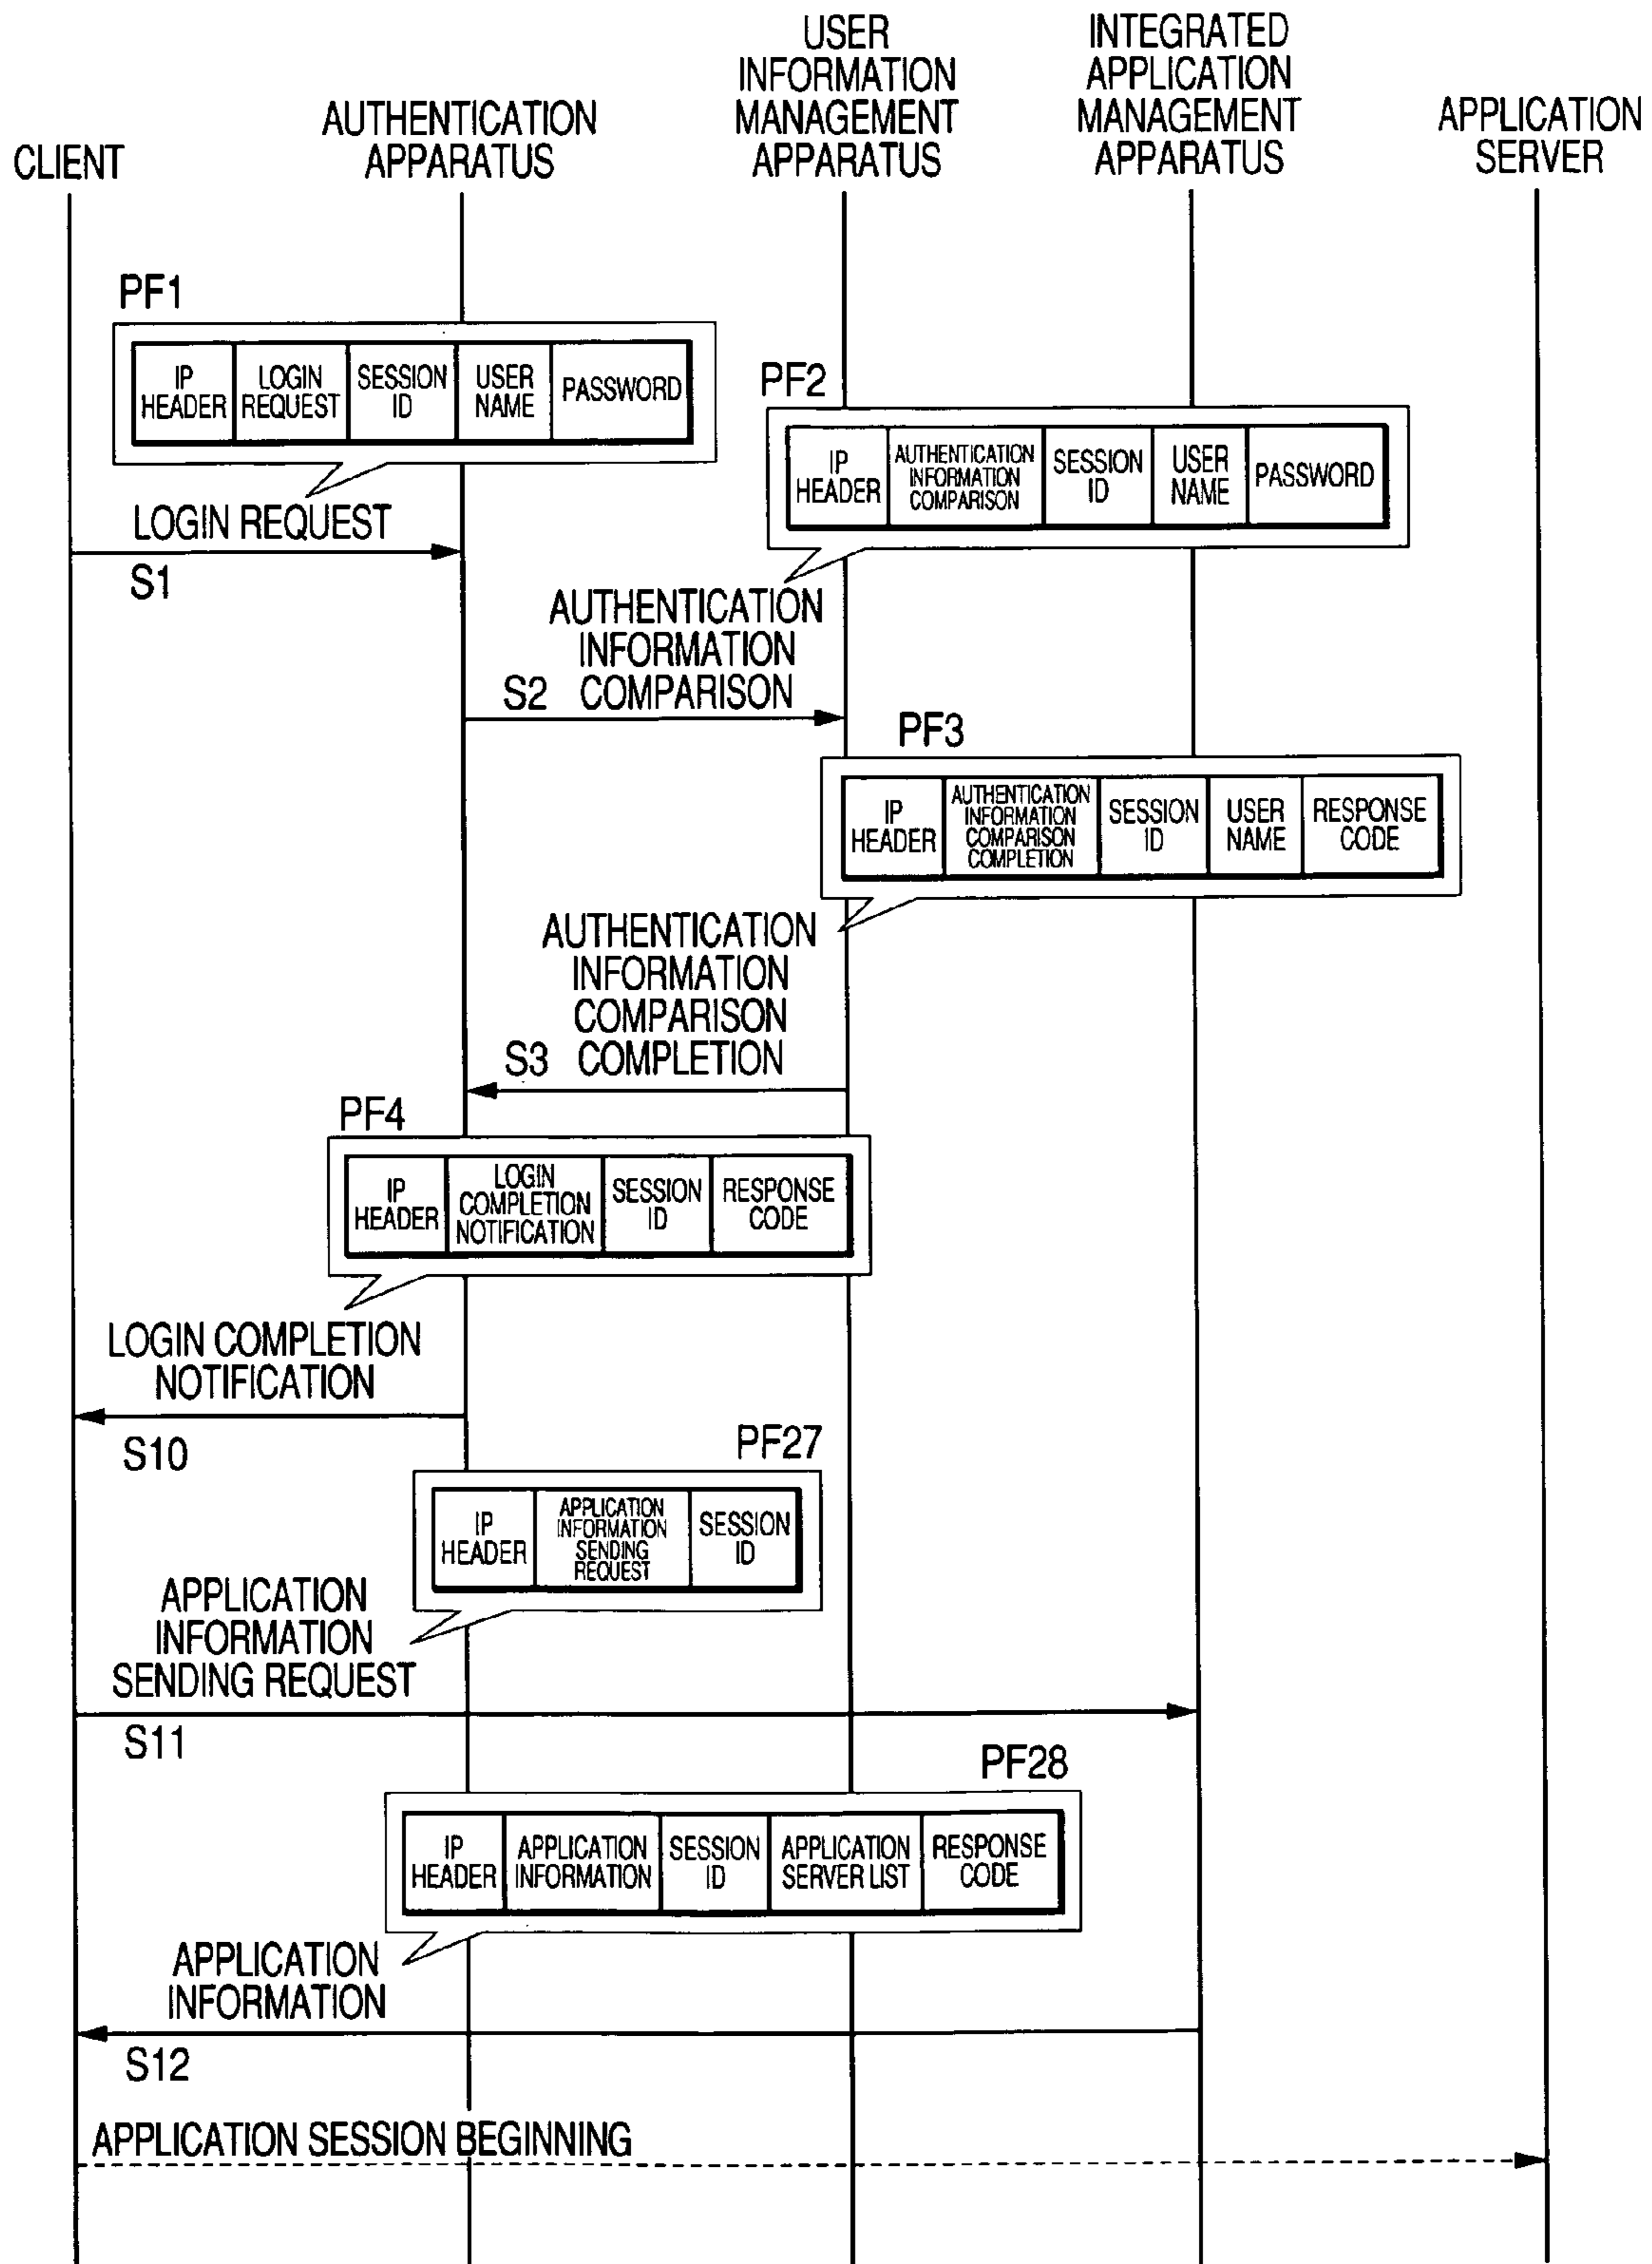 CLIENT
AUTHENTICATION
APPARATUS
USER
INFORMATION
MANAGEMENT
APPARATUS
INTEGRATED
APPLICATION
MANAGEMENT
APPARATUS
APPLICATION
SERVER
PF1
IP
HEADER
LOGIN
REQUEST
SESSION
ID
USER
NAME
PASSWORD
LOGIN REQUEST
S1
PF2
IP
HEADER
AUTHENTICATION
INFORMATION
COMPARISON
SESSION
ID
USER
NAME
PASSWORD
AUTHENTICATION
INFORMATION
S2 COMPARISON
PF3
IP
HEADER
AUTHENTICATION
INFORMATION
COMPARISON
COMPLETION
SESSION
ID
USER
NAME
RESPONSE
CODE
AUTHENTICATION
INFORMATION
COMPARISON
S3 COMPLETION
PF4
IP
HEADER
LOGIN
COMPLETION
NOTIFICATION
SESSION
ID
RESPONSE
CODE
LOGIN COMPLETION
NOTIFICATION
S10
PF27
IP
HEADER
APPLICATION
INFORMATION
SENDING
REQUEST
SESSION
ID
APPLICATION
INFORMATION
SENDING REQUEST
S11
PF28
IP
HEADER
APPLICATION
INFORMATION
SESSION
ID
APPLICATION
SERVER LIST
RESPONSE
CODE
APPLICATION
INFORMATION
S12
APPLICATION SESSION BEGINNING